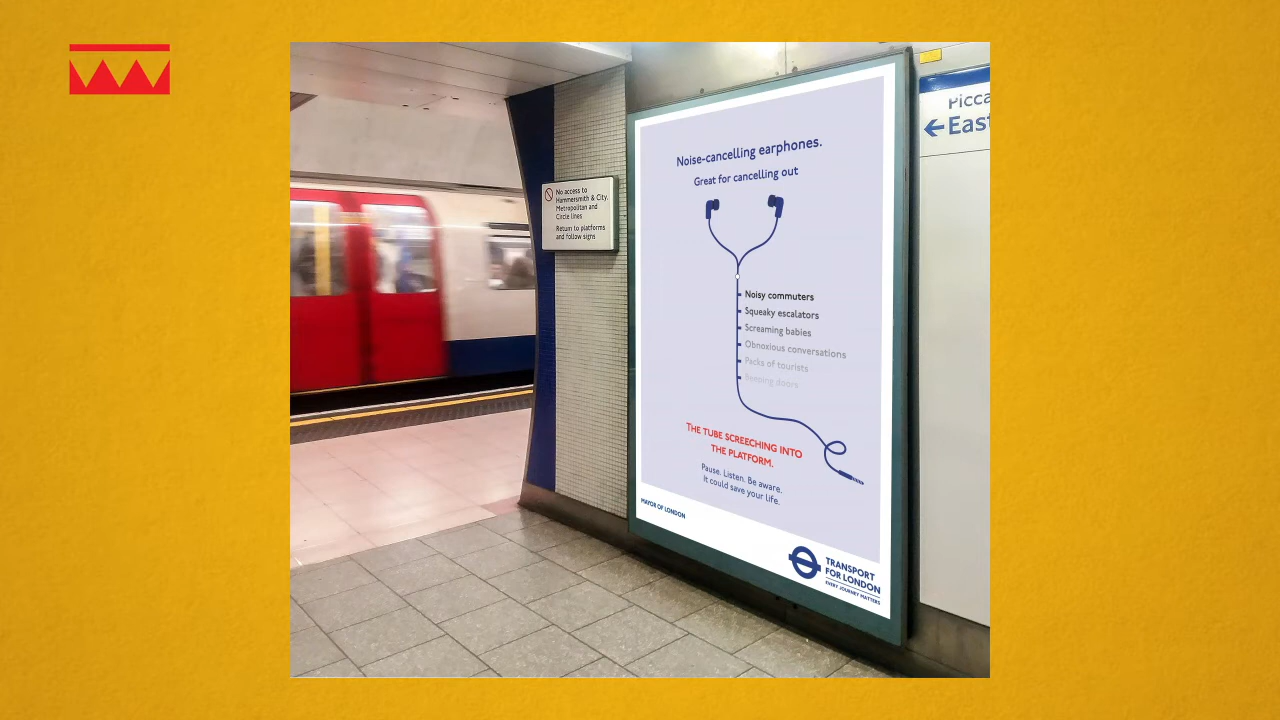 No access to
Hammersmith & City,
Metropolitan and
Circle lines
Return to platforms
and follow signs
Noise-cancelling earphones.
Great for cancelling out
Noisy commuters
Squeaky escalators
Screaming babies
Obnoxious conversations
Packs of tourists
Beeping doors
THE TUBE SCREECHING INTO
THE PLATFORM.
Pause. Listen. Be aware.
It could save your life.
MAYOR OF LONDON
TRANSPORT
FOR LONDON
EVERY JOURNEY MATTERS
Picca
East